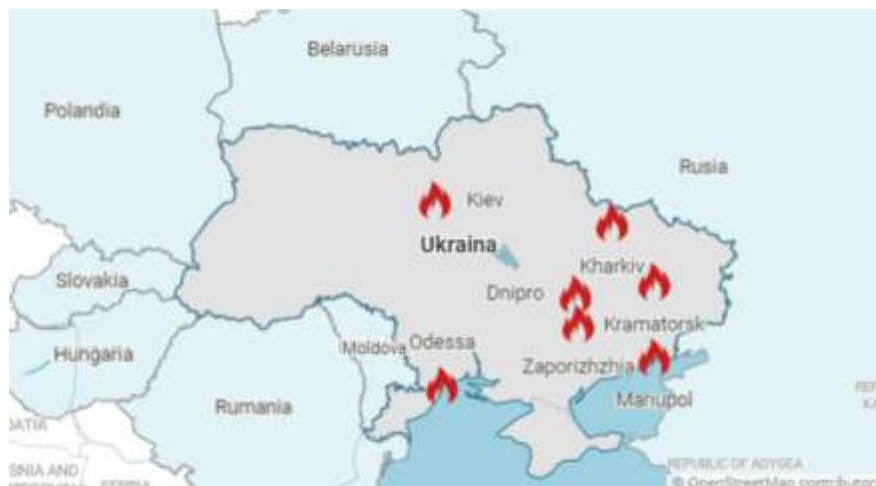 Belarusia
Polandia
Rusia
Kiev
Ukraina
Kharkiv
Slovakia
Dnipro
Kramatorsk
Moldova
Odessa
Hungaria
Zaporizhzhia
Mariupol
Rumania
REPUBLIC OF ADYGEA
© OpenStreetMap contributor